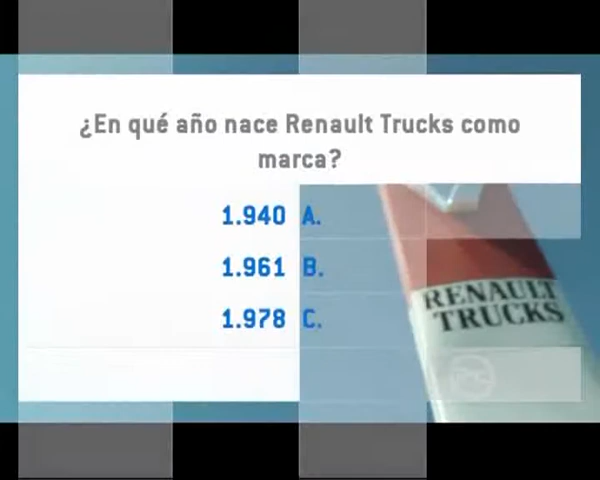 ¿En qué año nace Renault Trucks como
marca?
1.940 A.
1.961 B.
1.978 C.
RENAULT
TRUCKS